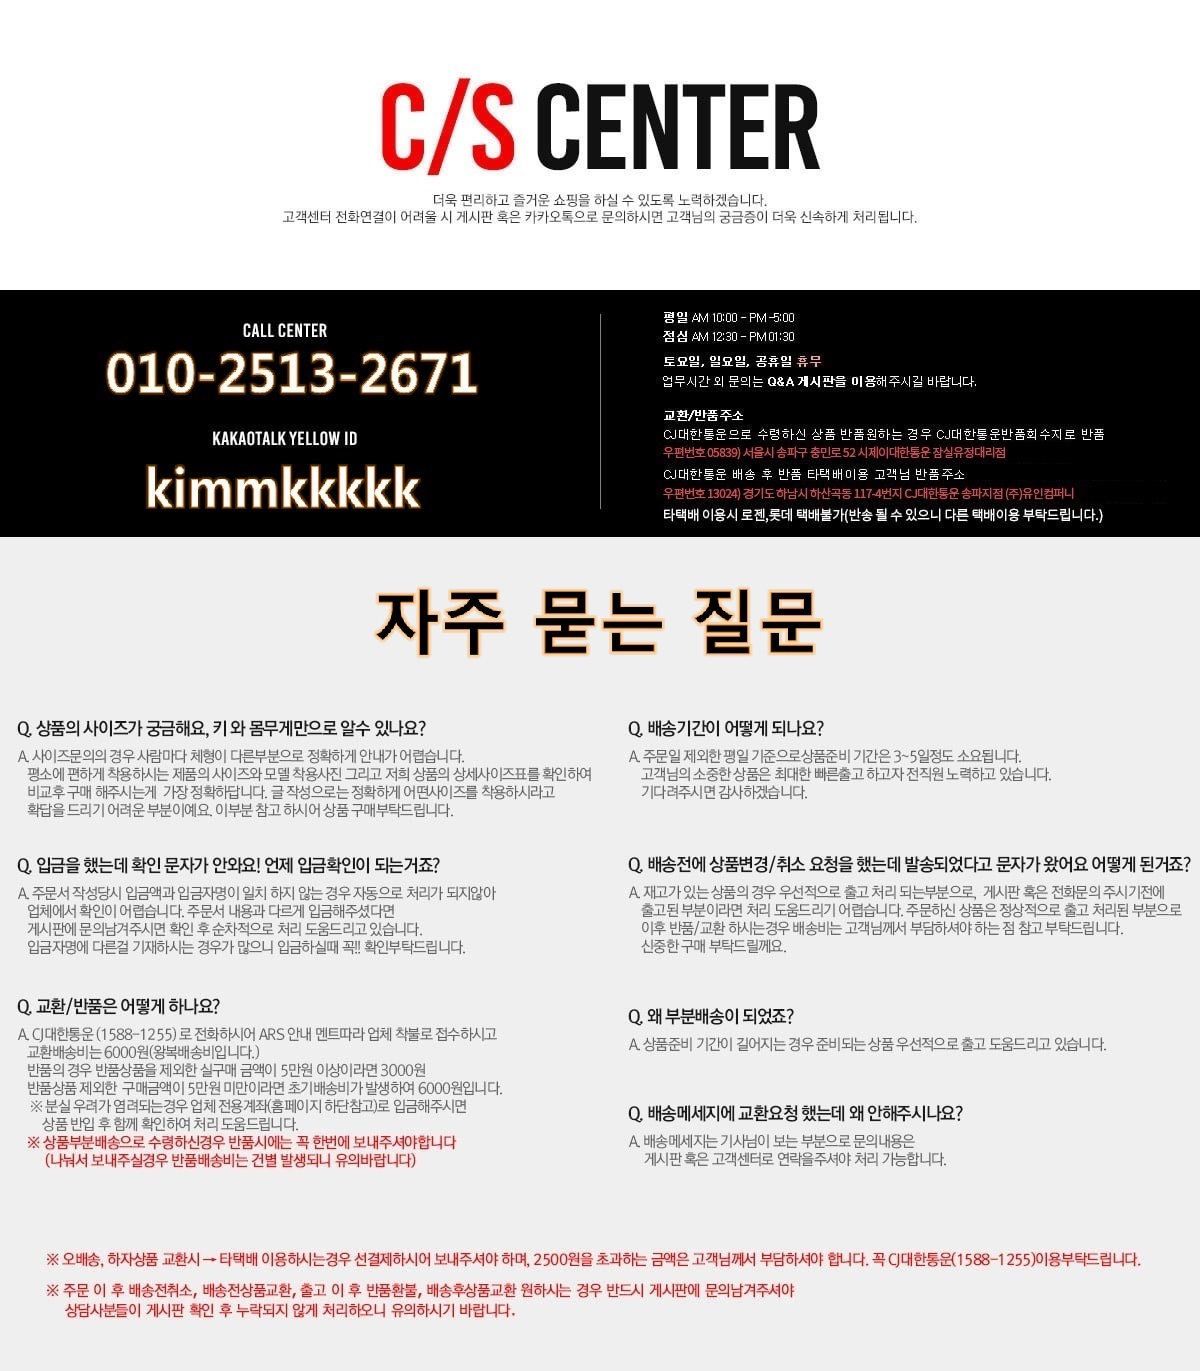 C/S CENTER
더욱 편리하고 즐거운 쇼핑을 하실 수 있도록 노력하겠습니다.
고객센터 전화연결이 어려울 시 게시판 혹은 카카오톡으로 문의하시면 고객님의 궁금증이 더욱 신속하게 처리됩니다.
CALL CENTER
010-2513-2671
KAKAOTALK YELLOW ID
kimmkkkkk
평일 AM 10:00 - PM -5:00
점심 AM 12:30 - PM 01:30
토요일, 일요일, 공휴일 휴무
업무시간 외 문의는 Q&A 게시판을 이용해주시길 바랍니다.
교환/반품주소
CJ대한통운으로 수령하신 상품 반품원하는 경우 CJ대한통운반품회수지로 반품
우편번호 05839) 서울시 송파구 충민로 52 시제이대한통운 잠실유정대리점
CJ대한통운 배송 후 반품 타택배이용 고객님 반품주소
우편번호 13024) 경기도 하남시 하산곡동 117-4번지 CJ대한통운 송파지점 (주)유인컴퍼니
타택배 이용시 로젠,롯데 택배불가(반송 될 수 있으니 다른 택배이용 부탁드립니다.)
자주 묻는 질문
Q. 상품의 사이즈가 궁금해요, 키 와 몸무게만으로 알수 있나요?
A. 사이즈문의의 경우 사람마다 체형이 다른부분으로 정확하게 안내가 어렵습니다.
평소에 편하게 착용하시는 제품의 사이즈와 모델 착용사진 그리고 저희 상품의 상세사이즈표를 확인하여
비교후 구매 해주시는게 가장 정확하답니다. 글 작성으로는 정확하게 어떤사이즈를 착용하시라고
확답을 드리기 어려운 부분이예요, 이부분 참고 하시어 상품 구매부탁드립니다.
Q. 입금을 했는데 확인 문자가 안와요! 언제 입금확인이 되는거죠?
A. 주문서 작성당시 입금액과 입금자명이 일치 하지 않는 경우 자동으로 처리가 되지않아
업체에서 확인이 어렵습니다. 주문서 내용과 다르게 입금해주셨다면
게시판에 문의남겨주시면 확인 후 순차적으로 처리 도움드리고 있습니다.
입금자명에 다른걸 기재하시는 경우가 많으니 입금하실때 꼭!! 확인부탁드립니다.
Q. 교환/반품은 어떻게 하나요?
A. CJ대한통운 (1588-1255) 로 전화하시어 ARS 안내 멘트따라 업체 착불로 접수하시고
교환배송비는 6000원(왕복배송비입니다.)
반품의 경우 반품상품을 제외한 실구매 금액이 5만원 이상이라면 3000원
반품상품 제외한 구매금액이 5만원 미만이라면 초기배송비가 발생하여 6000원입니다.
※ 분실 우려가 염려되는경우 업체 전용계좌(홈페이지 하단참고)로 입금해주시면
상품 반입 후 함께 확인하여 처리 도움드립니다.
※ 상품부분배송으로 수령하신경우 반품시에는 꼭 한번에 보내주셔야합니다
(나눠서 보내주실경우 반품배송비는 건별 발생되니 유의바랍니다)
Q. 배송기간이 어떻게 되나요?
A. 주문일 제외한 평일 기준으로상품준비 기간은 3~5일정도 소요됩니다.
고객님의 소중한 상품은 최대한 빠른출고 하고자 전직원 노력하고 있습니다.
기다려주시면 감사하겠습니다.
Q. 배송전에 상품변경/취소 요청을 했는데 발송되었다고 문자가 왔어요 어떻게 된거죠?
A. 재고가 있는 상품의 경우 우선적으로 출고 처리 되는부분으로, 게시판 혹은 전화문의 주시기전에
출고된 부분이라면 처리 도움드리기 어렵습니다. 주문하신 상품은 정상적으로 출고 처리된 부분으로
이후 반품/교환 하시는경우 배송비는 고객님께서 부담하셔야 하는 점 참고 부탁드립니다.
신중한 구매 부탁드릴께요.
Q. 왜 부분배송이 되었죠?
A. 상품준비 기간이 길어지는 경우 준비되는 상품 우선적으로 출고 도움드리고 있습니다.
Q. 배송메세지에 교환요청 했는데 왜 안해주시나요?
A. 배송메세지는 기사님이 보는 부분으로 문의내용은
게시판 혹은 고객센터로 연락을주셔야 처리 가능합니다.
※ 오배송, 하자상품 교환시 → 타택배 이용하시는경우 선결제하시어 보내주셔야 하며, 2500원을 초과하는 금액은 고객님께서 부담하셔야 합니다. 꼭 CJ대한통운(1588-1255)이용부탁드립니다.
※ 주문 이 후 배송전취소, 배송전상품교환, 출고 이 후 반품환불, 배송후상품교환 원하시는 경우 반드시 게시판에 문의남겨주셔야
상담사분들이 게시판 확인 후 누락되지 않게 처리하오니 유의하시기 바랍니다.